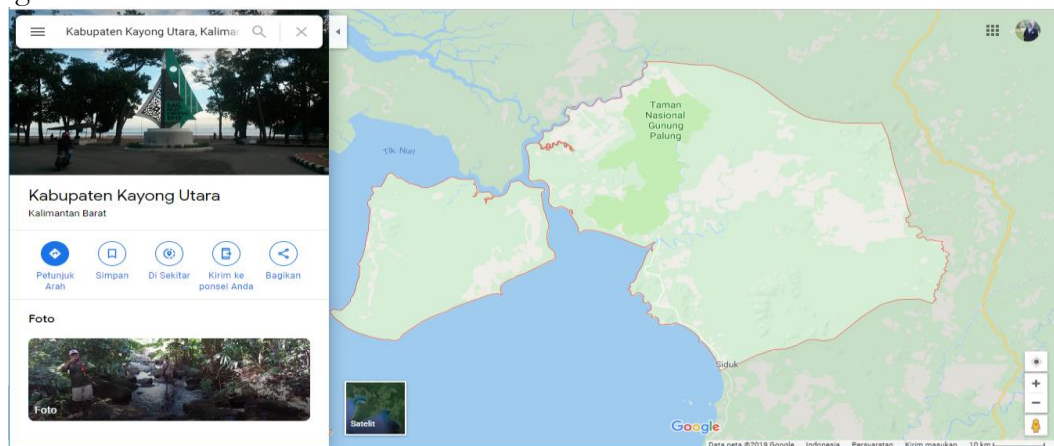 Kabupaten Kayong Utara, Kalimar
Kabupaten Kayong Utara
Kalimantan Barat
Petunjuk Arah
Simpan
Di Sekitar
Kirim ke ponsel Anda
Bagikan
Foto
Foto
Tlk. Nuri
Taman
Nasional
Gunung
Palung
Siduk
Satelit
Google
Data peta ©2019 Google
Indonesia
Persyaratan
Kirim masukan
10 km